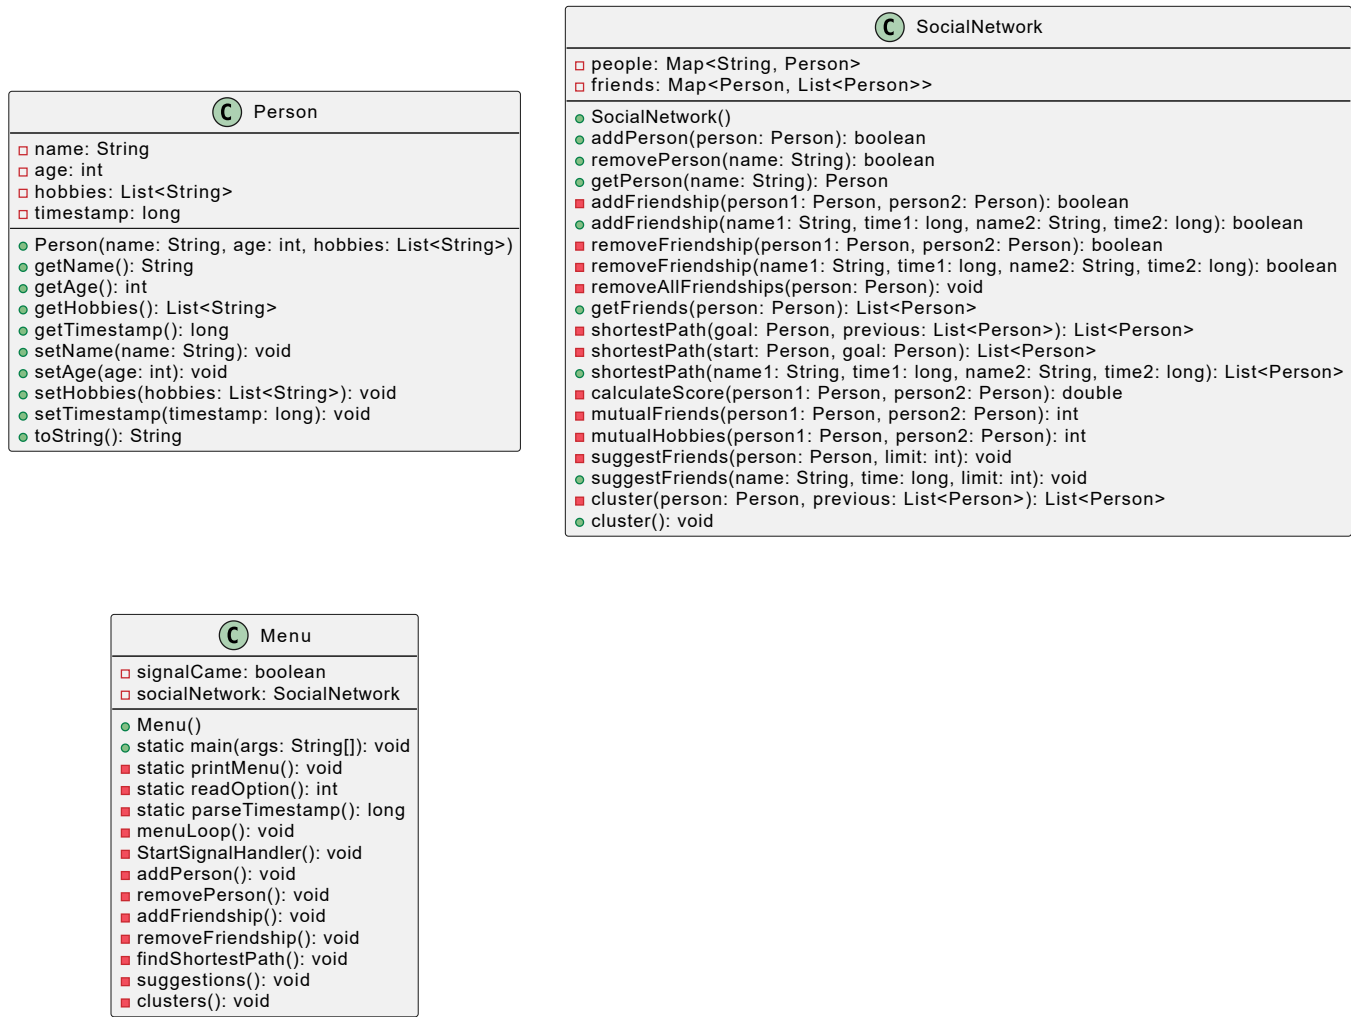 C Person
name: String
age: int
hobbies: List<String>
timestamp: long
Person(name: String, age: int, hobbies: List<String>)
getName(): String
getAge(): int
getHobbies(): List<String>
getTimestamp(): long
setName(name: String): void
setAge(age: int): void
setHobbies(hobbies: List<String>): void
setTimestamp(timestamp: long): void
toString(): String
C SocialNetwork
people: Map<String, Person>
friends: Map<Person, List<Person>>
SocialNetwork()
addPerson(person: Person): boolean
removePerson(name: String): boolean
getPerson(name: String): Person
addFriendship(person1: Person, person2: Person): boolean
addFriendship(name1: String, time1: long, name2: String, time2: long): boolean
removeFriendship(person1: Person, person2: Person): boolean
removeFriendship(name1: String, time1: long, name2: String, time2: long): boolean
removeAllFriendships(person: Person): void
getFriends(person: Person): List<Person>
shortestPath(goal: Person, previous: List<Person>): List<Person>
shortestPath(start: Person, goal: Person): List<Person>
shortestPath(name1: String, time1: long, name2: String, time2: long): List<Person>
calculateScore(person1: Person, person2: Person): double
mutualFriends(person1: Person, person2: Person): int
mutualHobbies(person1: Person, person2: Person): int
suggestFriends(person: Person, limit: int): void
suggestFriends(name: String, time: long, limit: int): void
cluster(person: Person, previous: List<Person>): List<Person>
cluster(): void
C Menu
signalCame: boolean
socialNetwork: SocialNetwork
Menu()
static main(args: String[]): void
static printMenu(): void
static readOption(): int
static parseTimestamp(): long
menuLoop(): void
StartSignalHandler(): void
addPerson(): void
removePerson(): void
addFriendship(): void
removeFriendship(): void
findShortestPath(): void
suggestions(): void
clusters(): void